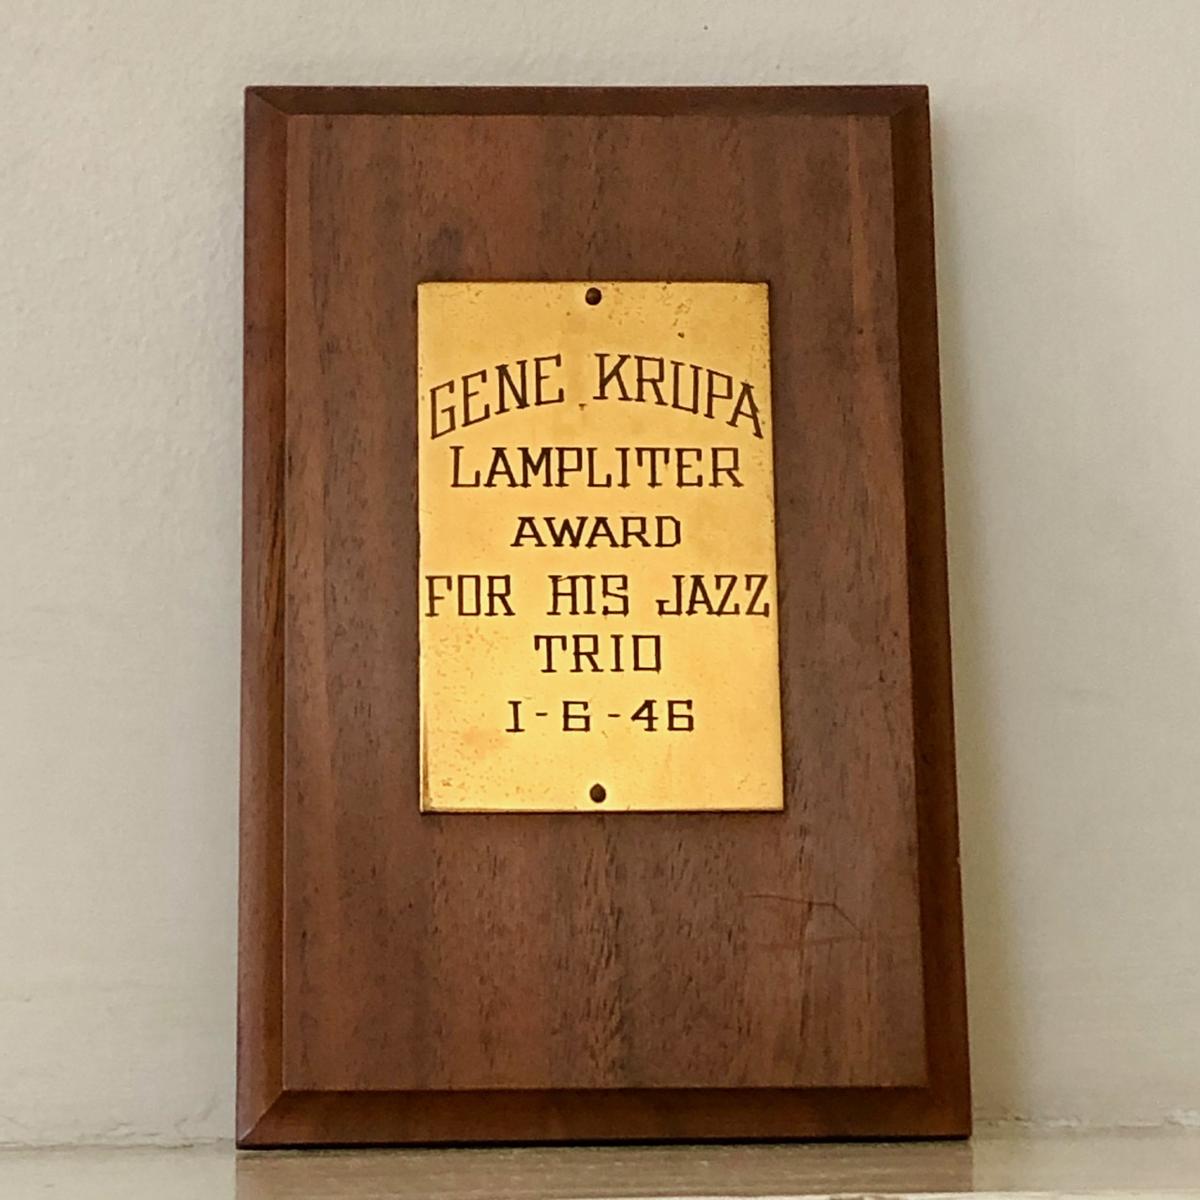 GENE KRUPA
LAMPLITER
AWARD
FOR HIS JAZZ
TRIO
1-6-46